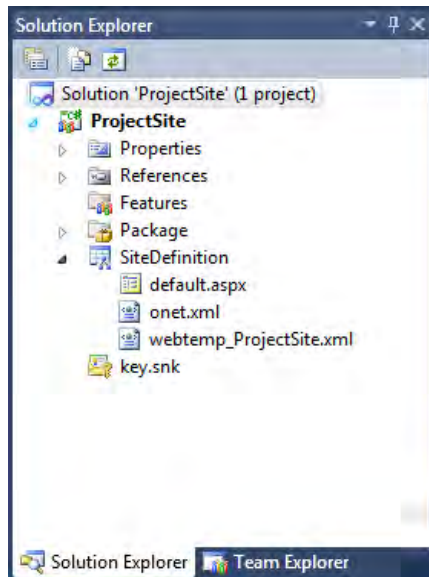 Solution Explorer
Solution 'ProjectSite' (1 project)
ProjectSite
Properties
References
Features
Package
SiteDefinition
default.aspx
onet.xml
webtemp_ProjectSite.xml
key.snk
Solution Explorer Team Explorer